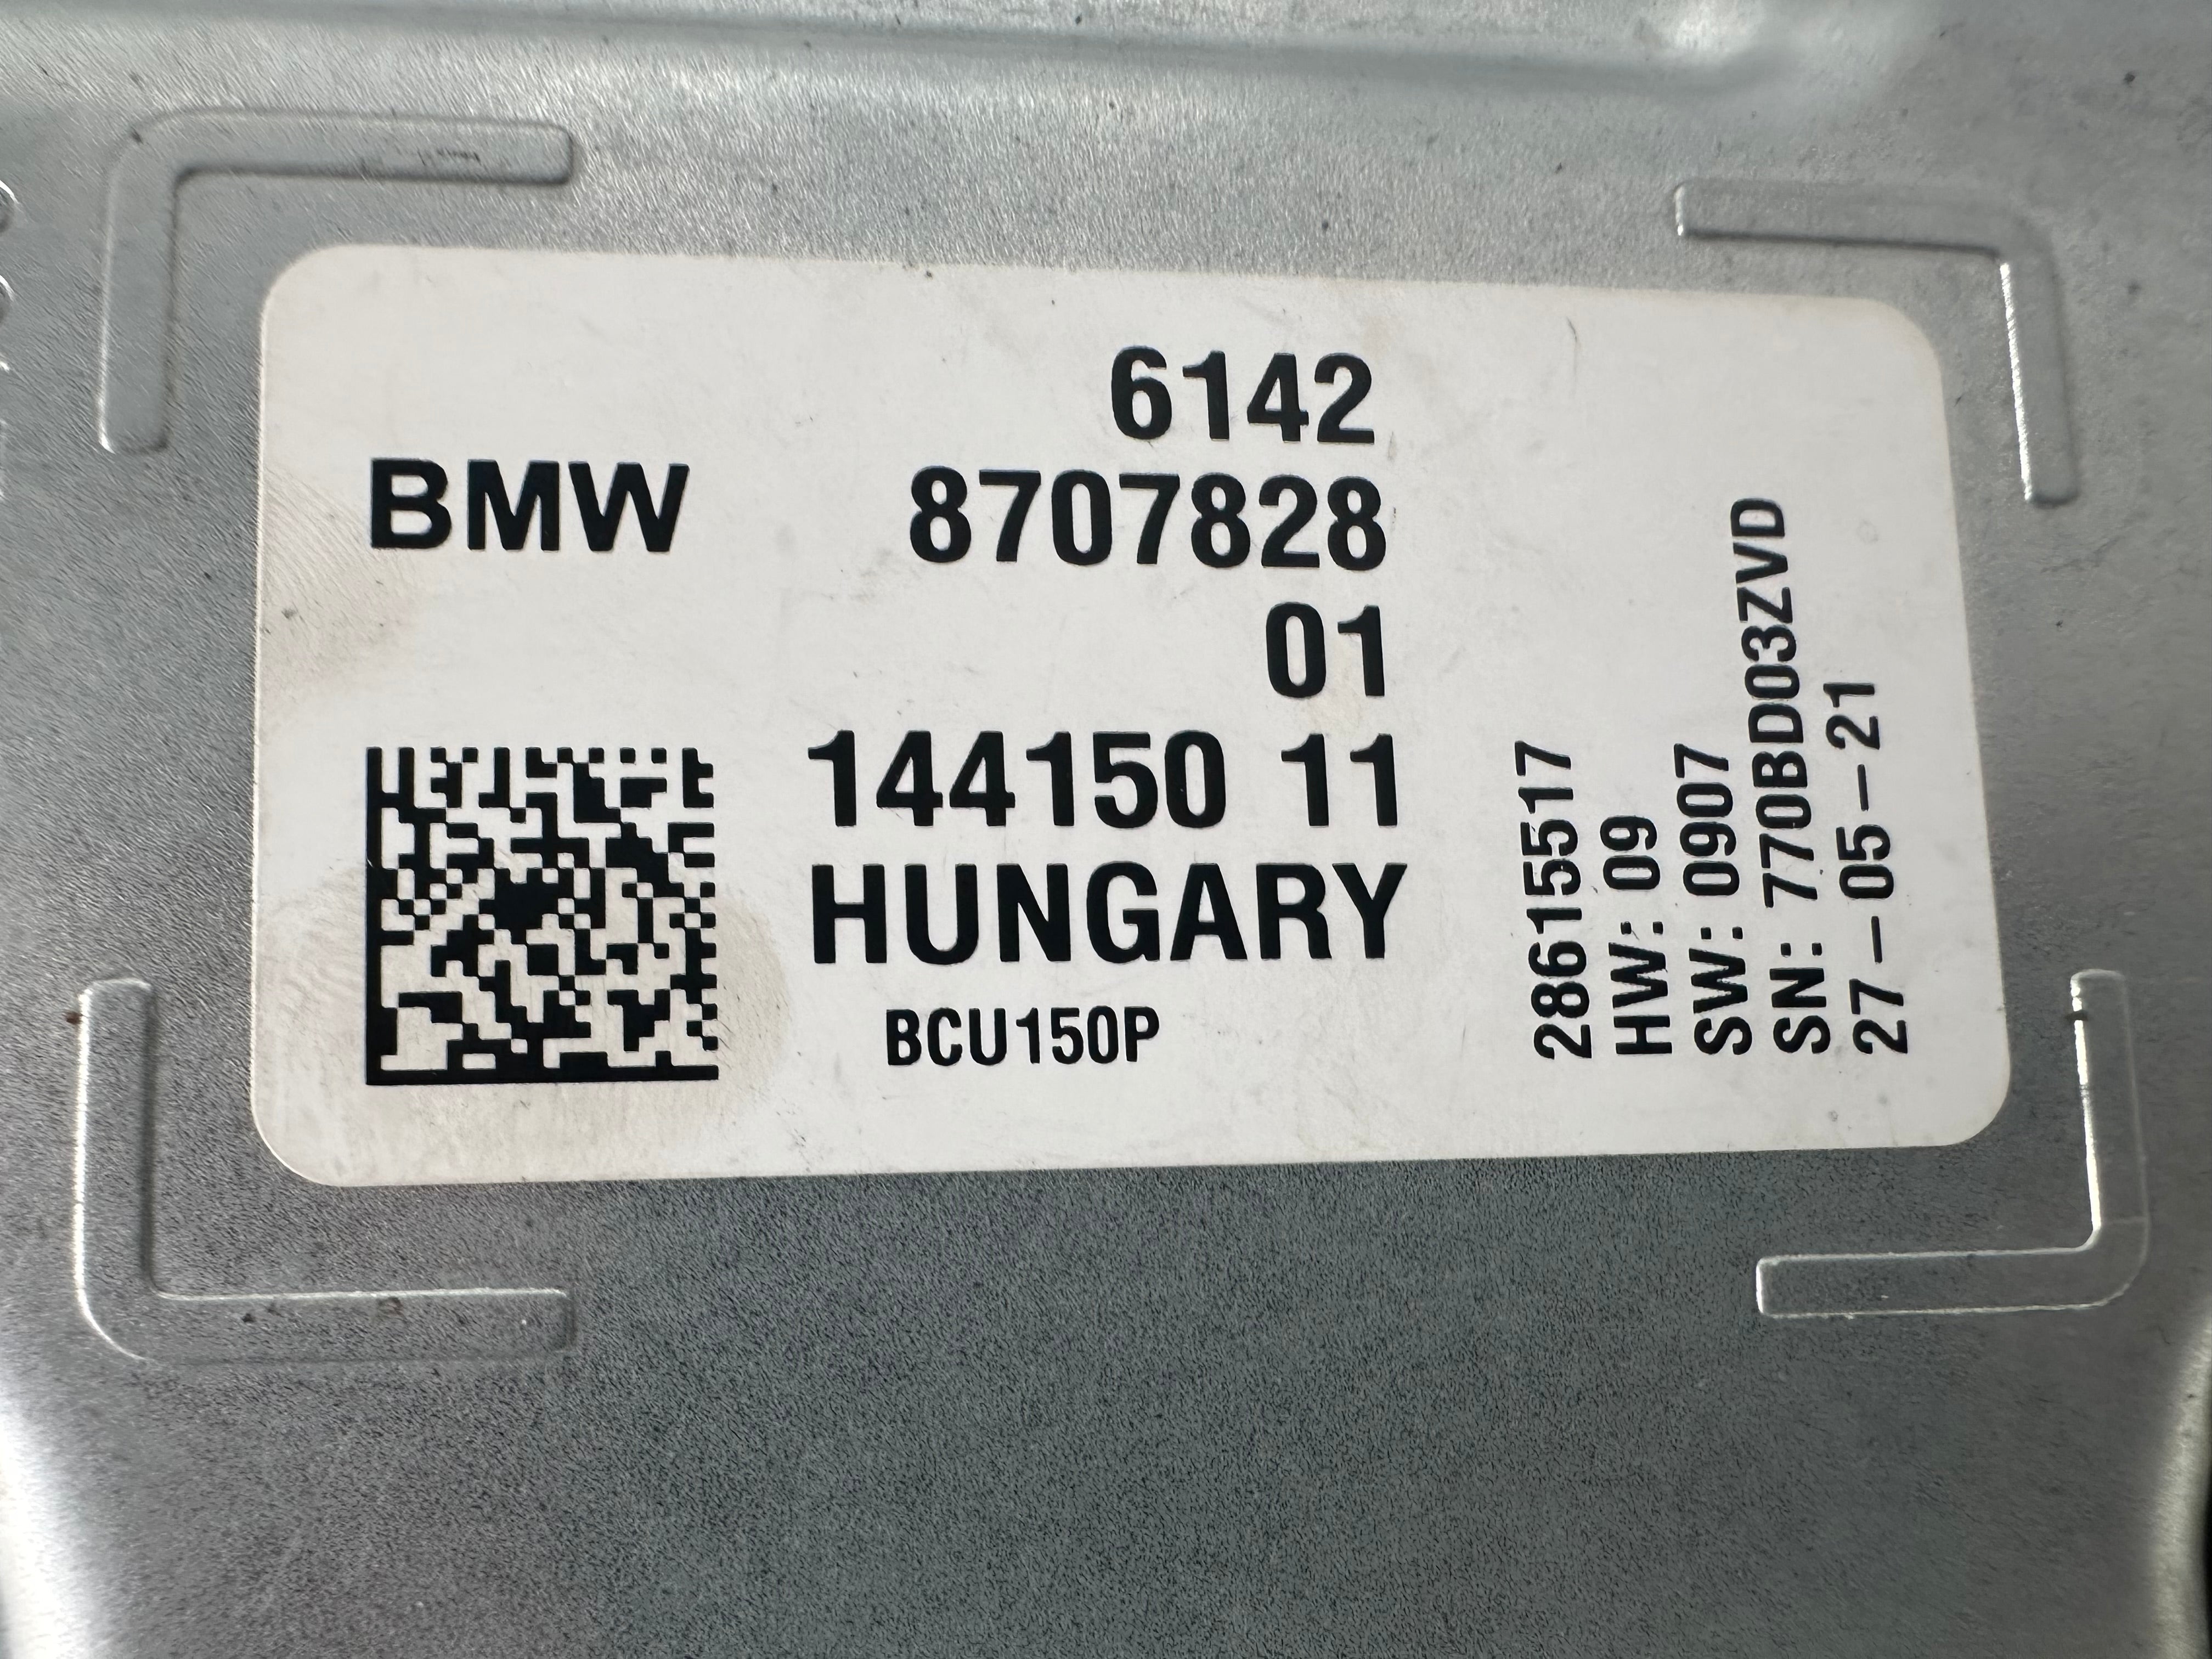 6142
BMW 8707828
01
144150 11
HUNGARY
BCU150P
28615517
HW: 09
SW: 0907
SN: 770BD03ZVD
27-05-21